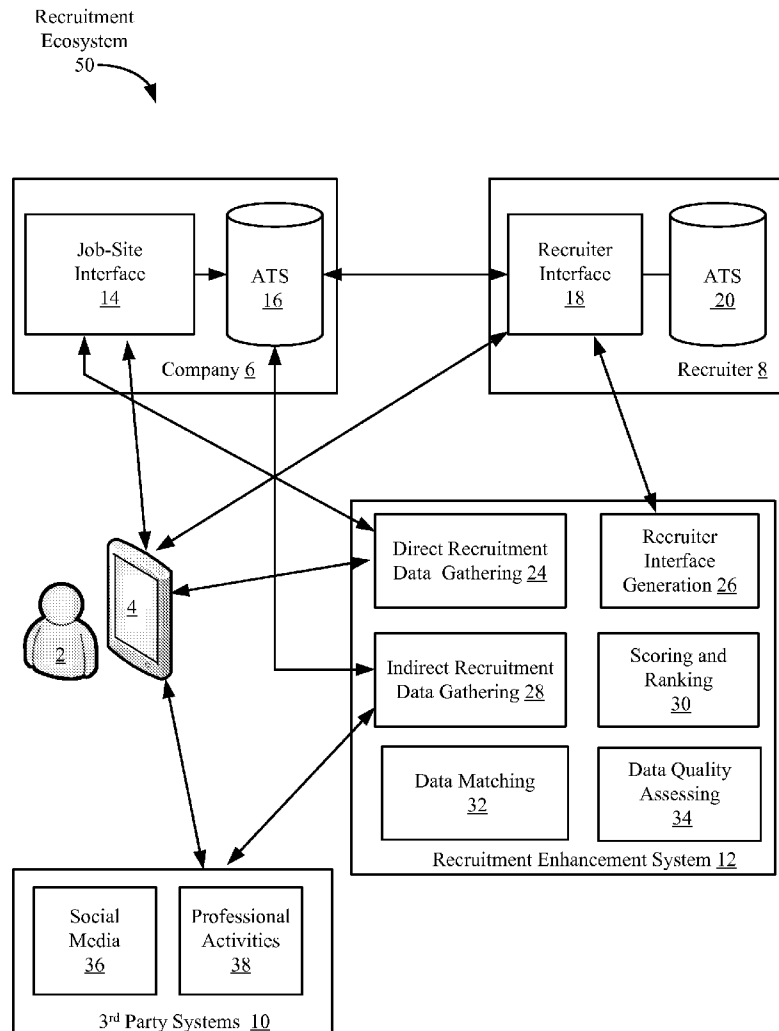 Recruitment
Ecosystem
50
Job-Site
Interface
14
ATS
16
Company 6
Recruiter
Interface
18
ATS
20
Recruiter 8
Direct Recruitment
Data Gathering 24
Recruiter
Interface
Generation 26
4
2
Indirect Recruitment
Data Gathering 28
Scoring and
Ranking
30
Data Matching
32
Data Quality
Assessing
34
Recruitment Enhancement System 12
Social
Media
36
Professional
Activities
38
3rd Party Systems 10